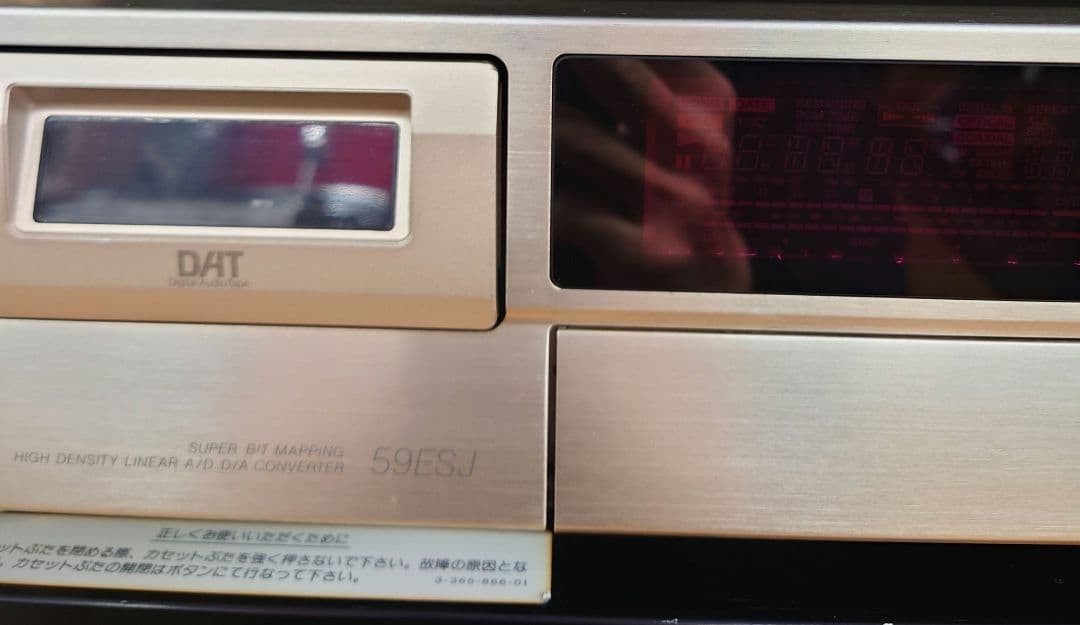 DAT
Digital Audio Tape
DATE
SUPER BIT MAPPING
HIGH DENSITY LINEAR A/D D/A CONVERTER
59ESJ
正しくお使いいただくために
ットぶたを閉める際、カセットぶたを強く押さないで下さい。故障の原因とな
。カセットぶたの開閉はボタンにて行なって下さい。
3-366-866-01